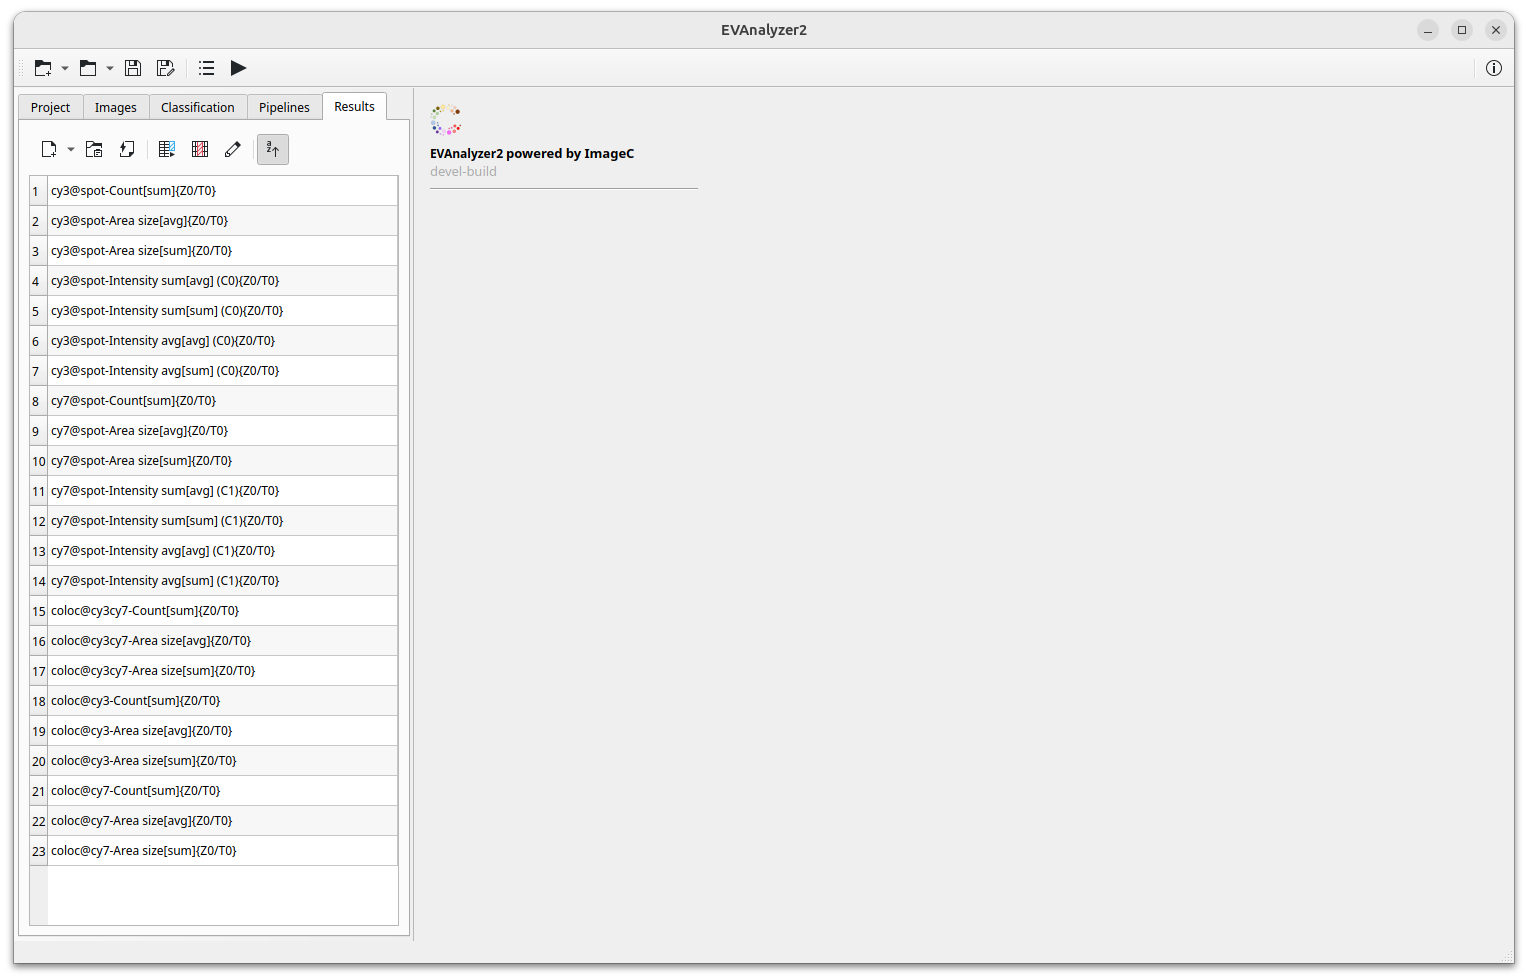 EVAnalyzer2
Project Images Classification Pipelines Results
a
z
1 cy3@spot-Count[sum]{Z0/T0}
2 cy3@spot-Area size[avg]{Z0/T0}
3 cy3@spot-Area size[sum]{Z0/T0}
4 cy3@spot-Intensity sum[avg] (C0){Z0/T0}
5 cy3@spot-Intensity sum[sum] (C0){Z0/T0}
6 cy3@spot-Intensity avg[avg] (C0){Z0/T0}
7 cy3@spot-Intensity avg[sum] (C0){Z0/T0}
8 cy7@spot-Count[sum]{Z0/T0}
9 cy7@spot-Area size[avg]{Z0/T0}
10 cy7@spot-Area size[sum]{Z0/T0}
11 cy7@spot-Intensity sum[avg] (C1){Z0/T0}
12 cy7@spot-Intensity sum[sum] (C1){Z0/T0}
13 cy7@spot-Intensity avg[avg] (C1){Z0/T0}
14 cy7@spot-Intensity avg[sum] (C1){Z0/T0}
15 coloc@cy3cy7-Count[sum]{Z0/T0}
16 coloc@cy3cy7-Area size[avg]{Z0/T0}
17 coloc@cy3cy7-Area size[sum]{Z0/T0}
18 coloc@cy3-Count[sum]{Z0/T0}
19 coloc@cy3-Area size[avg]{Z0/T0}
20 coloc@cy3-Area size[sum]{Z0/T0}
21 coloc@cy7-Count[sum]{Z0/T0}
22 coloc@cy7-Area size[avg]{Z0/T0}
23 coloc@cy7-Area size[sum]{Z0/T0}
EVAnalyzer2 powered by ImageC
devel-build